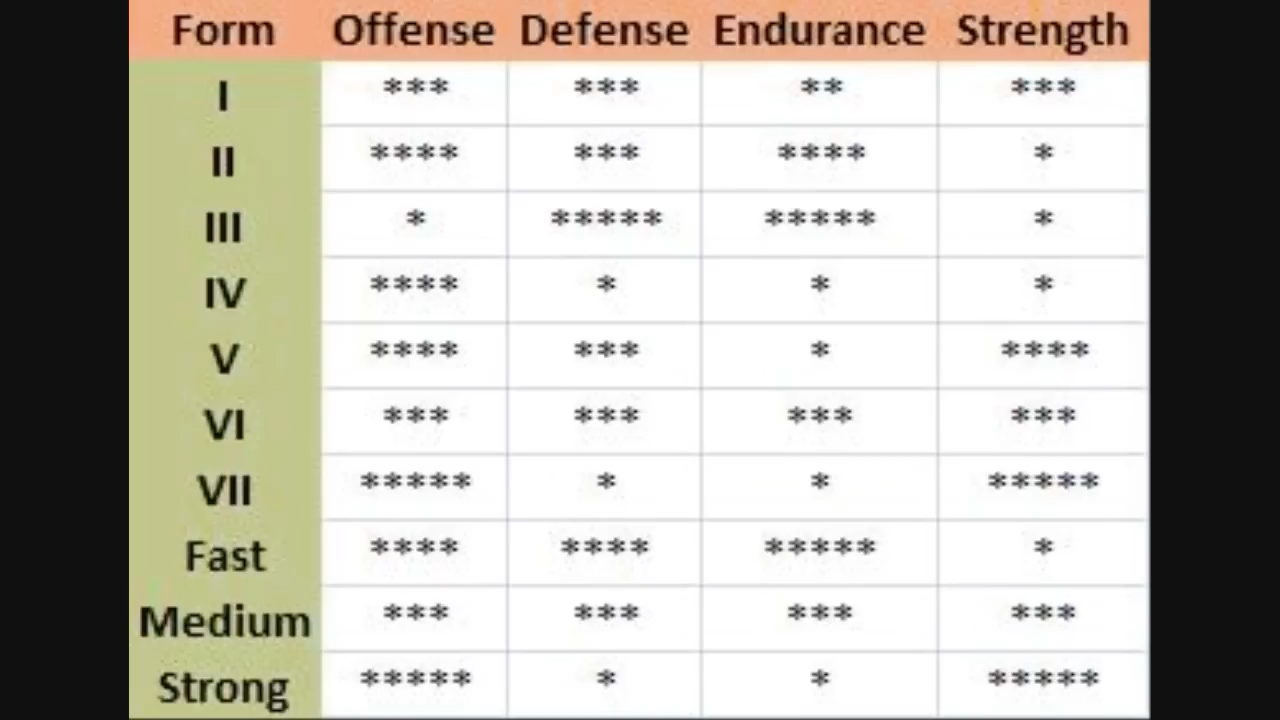 Form Offense Defense Endurance Strength
I *** *** ** ***
II **** *** **** *
III * ***** ***** *
IV **** * * *
V **** *** * ****
VI *** *** *** ***
VII ***** * * *****
Fast **** **** ***** *
Medium *** *** *** ***
Strong ***** * * *****